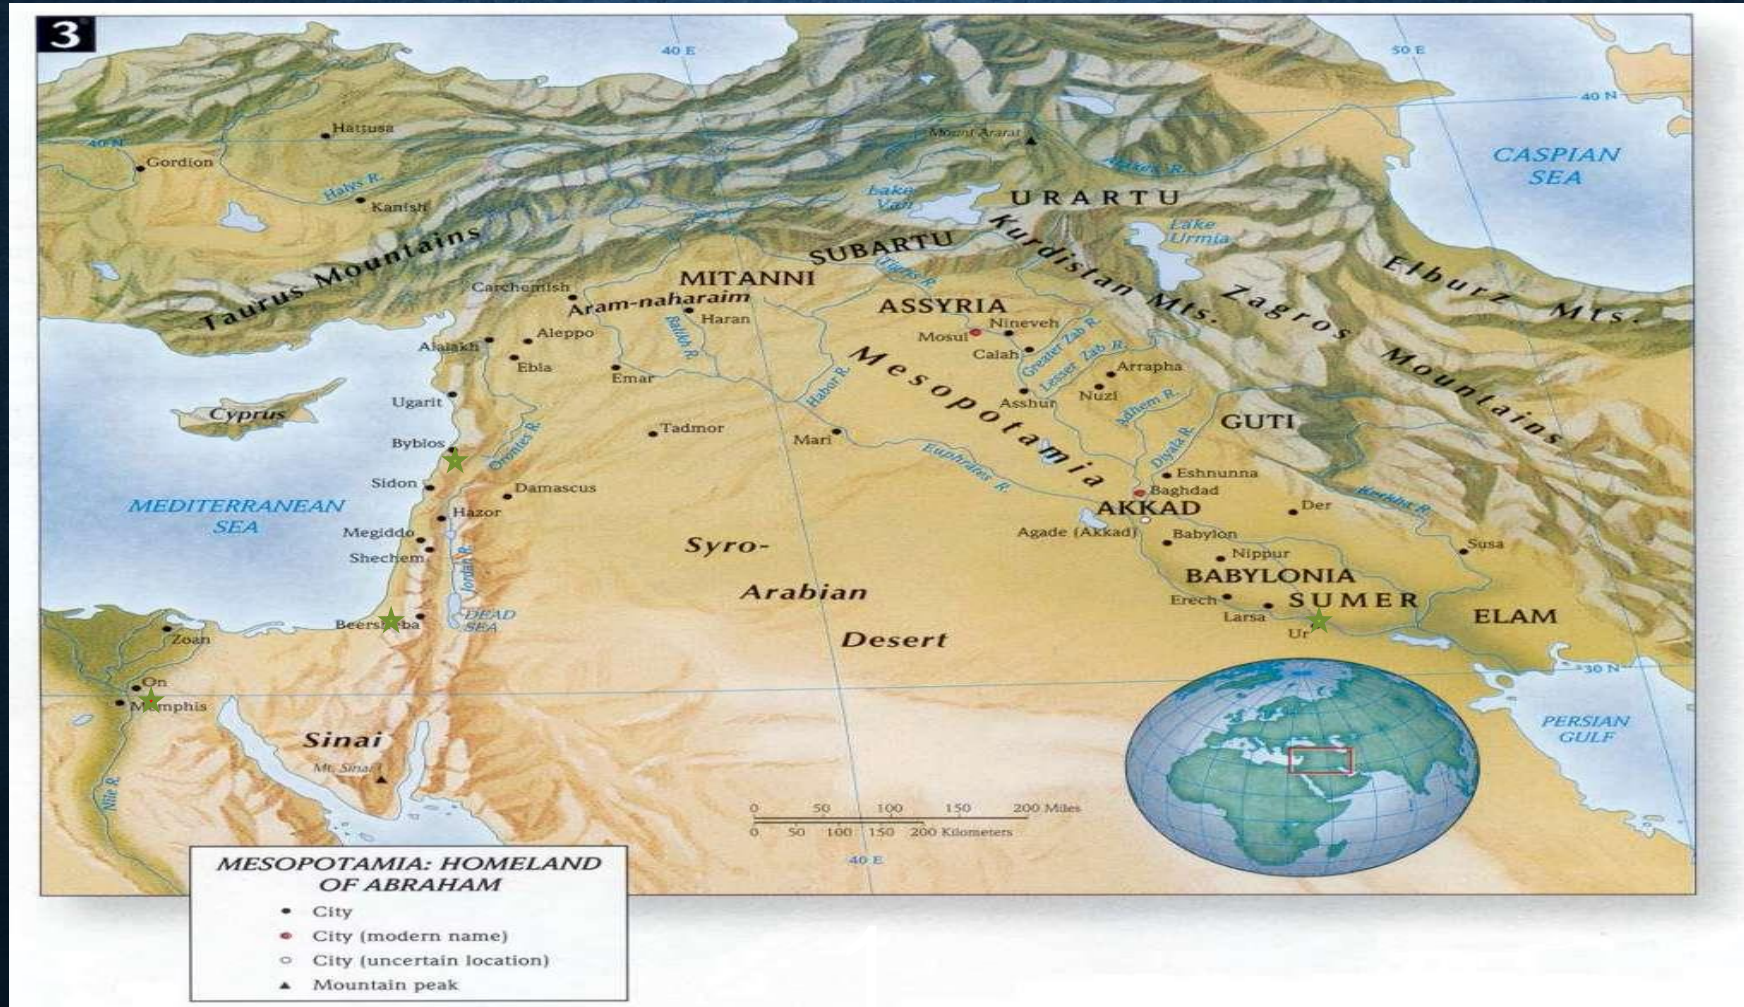 3
40 E
50 E
40 N
40 N
Hattusa
Gordion
Mount Ararat
CASPIAN
SEA
Halys R.
Kanish
Lake
Van
URARTU
Lake
Urmia
Taurus Mountains
SUBARTU
Kurdistan Mts.
Elburz Mts.
Tigris R.
MITANNI
Zagros Mountains
Carchemish
Aram-naharaim
ASSYRIA
Haran
Balikh R.
Nineveh
Mosul
Aleppo
Alalakh
Calah
Greater Zab R.
Lesser Zab R.
Mesopotamia
Ebla
Emar
Arrapha
Habor R.
Nuzi
Asshur
Ugarit
Adhem R.
Cyprus
GUTI
Tadmor
Mari
Byblos
Orontes R.
Euphrates R.
Diyala R.
Eshnunna
Sidon
Damascus
Baghdad
MEDITERRANEAN
SEA
AKKAD
Der
Hazor
Megiddo
Agade (Akkad)
Babylon
Susa
Shechem
Syro-
Nippur
Jordan R.
BABYLONIA
Arabian
Erech
SUMER
DEAD
SEA
Larsa
ELAM
Zoan
Desert
Ur
30 N
On
Memphis
PERSIAN
GULF
Sinai
Mt. Sinai
Nile R.
0 50 100 150 200 Miles
0 50 100 150 200 Kilometers
40 E
MESOPOTAMIA: HOMELAND
OF ABRAHAM
City
City (modern name)
City (uncertain location)
Mountain peak